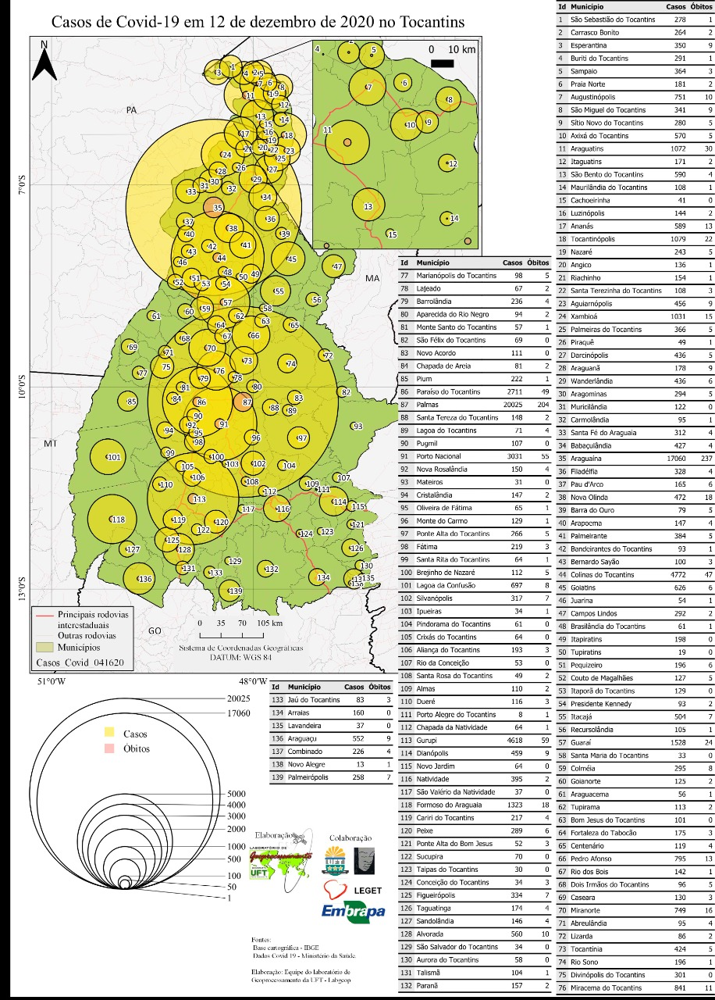 Casos de Covid-19 em 12 de dezembro de 2020 no Tocantins
N
PA
MA
MT
GO
7°0'S
10°0'S
13°0'S
51°0'W
48°0'W
0 10 km
Principais rodovias
interestaduais
Outras rodovias
Municípios
Casos_Covid_041620
0 35 70 105 km
Sistema de Coordenadas Geográficas
DATUM: WGS 84
20025
17060
Casos
Óbitos
5000
4000
3000
2000
1000
500
100
50
1
Elaboração
Colaboração
LABORATÓRIO DE
Geoprocessamento
UFT
UFT
LEGET
Embrapa
Fontes:
Base cartográfica - IBGE
Dados Covid 19 - Ministério da Saúde
Elaboração: Equipe do laboratório de
Geoprocessamento da UFT - Labgeo
Id Município Casos Óbitos
1 São Sebastião do Tocantins 278 1
2 Carrasco Bonito 264 2
3 Esperantina 350 9
4 Buriti do Tocantins 291 1
5 Sampaio 364 3
6 Praia Norte 181 2
7 Augustinópolis 751 10
8 São Miguel do Tocantins 341 9
9 Sítio Novo do Tocantins 280 5
10 Axixá do Tocantins 570 5
11 Araguatins 1072 30
12 Itaguatins 171 2
13 São Bento do Tocantins 590 4
14 Maurilândia do Tocantins 108 1
15 Cachoeirinha 41 0
16 Luzinópolis 144 2
17 Ananás 589 13
18 Tocantinópolis 1079 22
19 Nazaré 243 5
20 Angico 136 1
21 Riachinho 154 1
22 Santa Terezinha do Tocantins 108 3
23 Aguiarnópolis 456 9
24 Xambioá 1031 15
25 Palmeiras do Tocantins 366 5
26 Piraquê 49 1
27 Darcinópolis 436 5
28 Araguanã 178 9
29 Wanderlândia 436 6
30 Aragominas 294 5
31 Muricilândia 122 0
32 Carmolândia 95 1
33 Santa Fé do Araguaia 312 4
34 Babaçulândia 427 4
35 Araguaína 17060 237
36 Filadélfia 328 4
37 Pau d'Arco 165 6
38 Nova Olinda 472 18
39 Barra do Ouro 79 5
40 Arapoema 147 4
41 Palmeirante 384 5
42 Bandeirantes do Tocantins 93 1
43 Bernardo Sayão 100 3
44 Colinas do Tocantins 4772 47
45 Goiatins 626 6
46 Juarina 54 1
47 Campos Lindos 292 2
48 Brasilândia do Tocantins 61 1
49 Itapiratins 198 0
50 Tupiratins 19 0
51 Pequizeiro 196 6
52 Couto de Magalhães 127 5
53 Itaporã do Tocantins 129 0
54 Presidente Kennedy 93 2
55 Itacajá 504 7
56 Recursolândia 105 1
57 Guaraí 1528 24
58 Santa Maria do Tocantins 33 0
59 Colméia 295 8
60 Goianorte 125 2
61 Araguacema 56 1
62 Tupirama 113 2
63 Bom Jesus do Tocantins 101 0
64 Fortaleza do Tabocão 175 3
65 Centenário 119 4
66 Pedro Afonso 795 13
67 Rio dos Bois 142 1
68 Dois Irmãos do Tocantins 96 5
69 Caseara 130 3
70 Miranorte 749 16
71 Abreulândia 95 4
72 Lizarda 86 2
73 Tocantínia 424 5
74 Rio Sono 196 1
75 Divinópolis do Tocantins 301 0
76 Miracema do Tocantins 841 11
Id Município Casos Óbitos
77 Marianópolis do Tocantins 98 5
78 Lajeado 67 2
79 Barrolândia 236 4
80 Aparecida do Rio Negro 94 2
81 Monte Santo do Tocantins 57 1
82 São Félix do Tocantins 69 0
83 Novo Acordo 111 0
84 Chapada de Areia 81 2
85 Pium 222 1
86 Paraíso do Tocantins 2711 49
87 Palmas 20025 204
88 Santa Tereza do Tocantins 148 2
89 Lagoa do Tocantins 71 4
90 Pugmil 107 0
91 Porto Nacional 3031 55
92 Nova Rosalândia 150 4
93 Mateiros 31 0
94 Cristalândia 147 2
95 Oliveira de Fátima 65 1
96 Monte do Carmo 129 1
97 Ponte Alta do Tocantins 266 5
98 Fátima 219 3
99 Santa Rita do Tocantins 64 1
100 Brejinho de Nazaré 112 5
101 Lagoa da Confusão 697 8
102 Silvanópolis 317 7
103 Ipueiras 34 1
104 Pindorama do Tocantins 61 0
105 Crixás do Tocantins 64 0
106 Aliança do Tocantins 193 3
107 Rio da Conceição 53 0
108 Santa Rosa do Tocantins 49 2
109 Almas 110 2
110 Dueré 116 3
111 Porto Alegre do Tocantins 8 1
112 Chapada da Natividade 64 1
113 Gurupi 4618 59
114 Dianópolis 459 9
115 Novo Jardim 64 0
116 Natividade 395 2
117 São Valério da Natividade 37 0
118 Formoso do Araguaia 1323 18
119 Cariri do Tocantins 217 4
120 Peixe 289 6
121 Ponte Alta do Bom Jesus 52 3
122 Sucupira 70 0
123 Taipas do Tocantins 30 0
124 Conceição do Tocantins 34 3
125 Figueirópolis 334 7
126 Taguatinga 174 4
127 Sandolândia 146 4
128 Alvorada 560 10
129 São Salvador do Tocantins 34 0
130 Aurora do Tocantins 58 0
131 Talismã 104 1
132 Paranã 157 2
Id Município Casos Óbitos
133 Jaú do Tocantins 83 3
134 Arraias 160 0
135 Lavandeira 37 0
136 Araguaçu 552 9
137 Combinado 226 4
138 Novo Alegre 13 1
139 Palmeirópolis 258 7